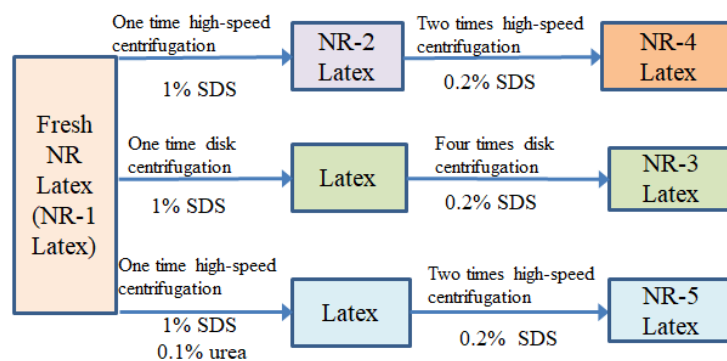 Fresh
NR
Latex
(NR-1
Latex)
One time high-speed
centrifugation
1% SDS
NR-2
Latex
Two times high-speed
centrifugation
0.2% SDS
NR-4
Latex
One time disk
centrifugation
1% SDS
Latex
Four times disk
centrifugation
0.2% SDS
NR-3
Latex
One time high-speed
centrifugation
1% SDS
0.1% urea
Latex
Two times high-speed
centrifugation
0.2% SDS
NR-5
Latex